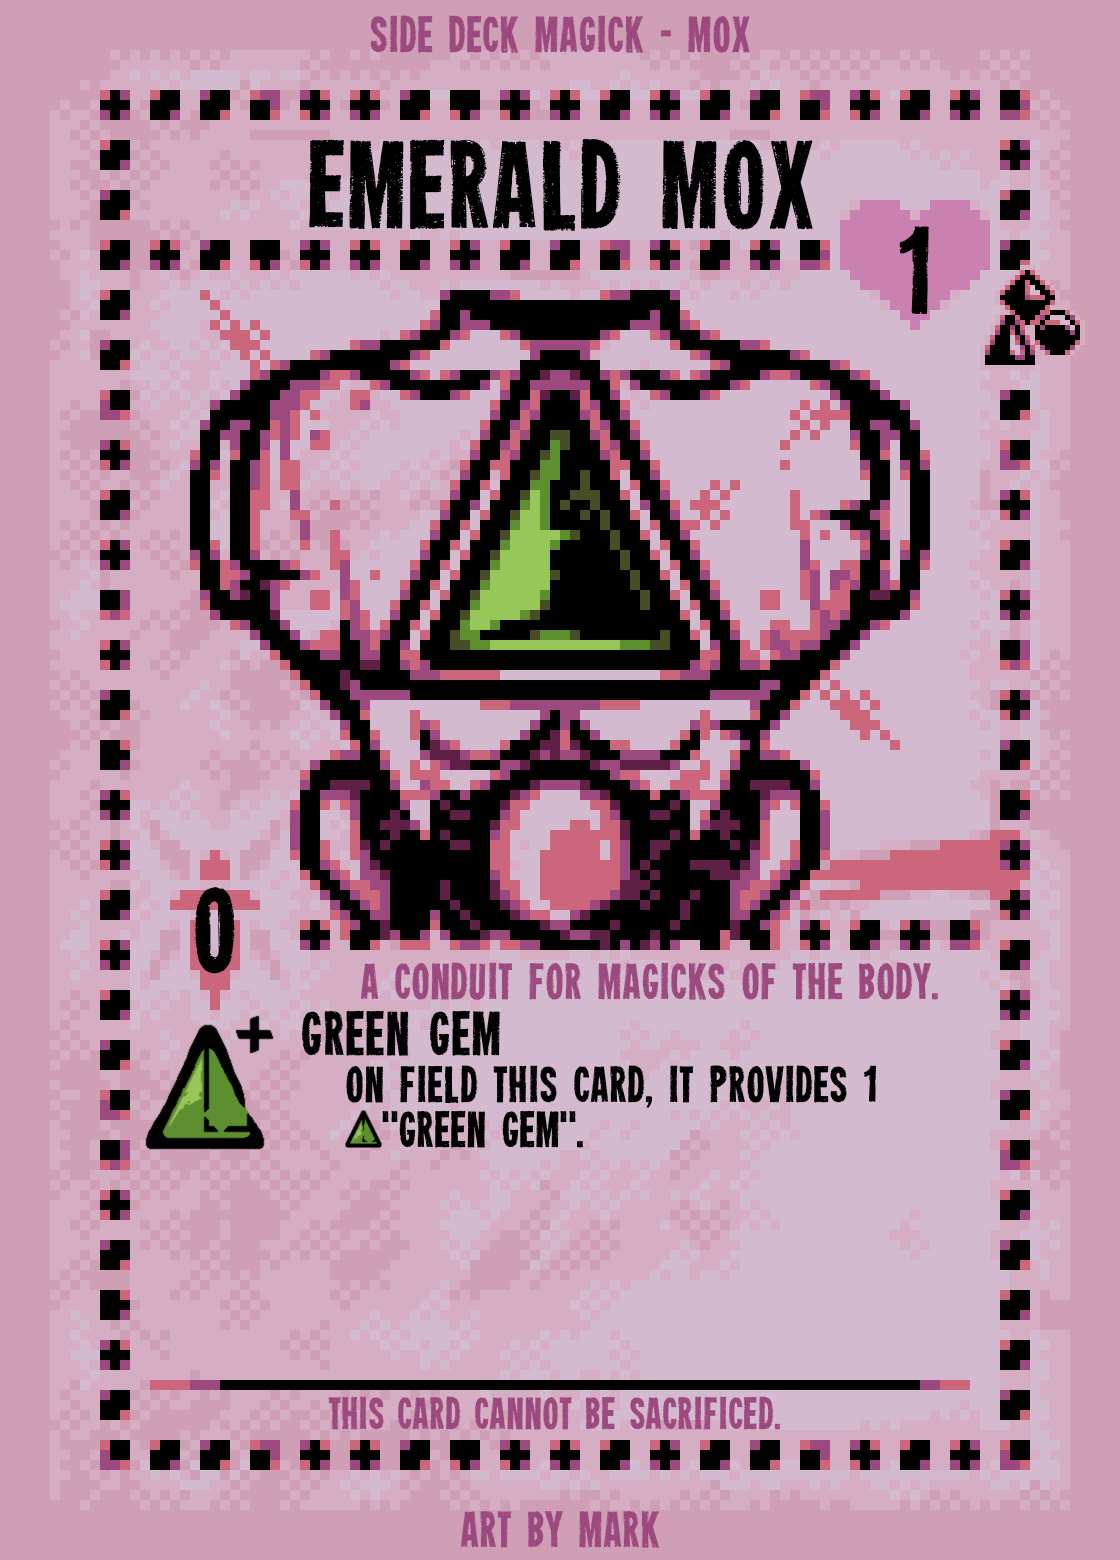 SIDE DECK MAGICK - MOX
EMERALD MOX
1
0
A CONDUIT FOR MAGICKS OF THE BODY.
+ GREEN GEM
ON FIELD THIS CARD, IT PROVIDES 1
"GREEN GEM".
THIS CARD CANNOT BE SACRIFICED.
ART BY MARK